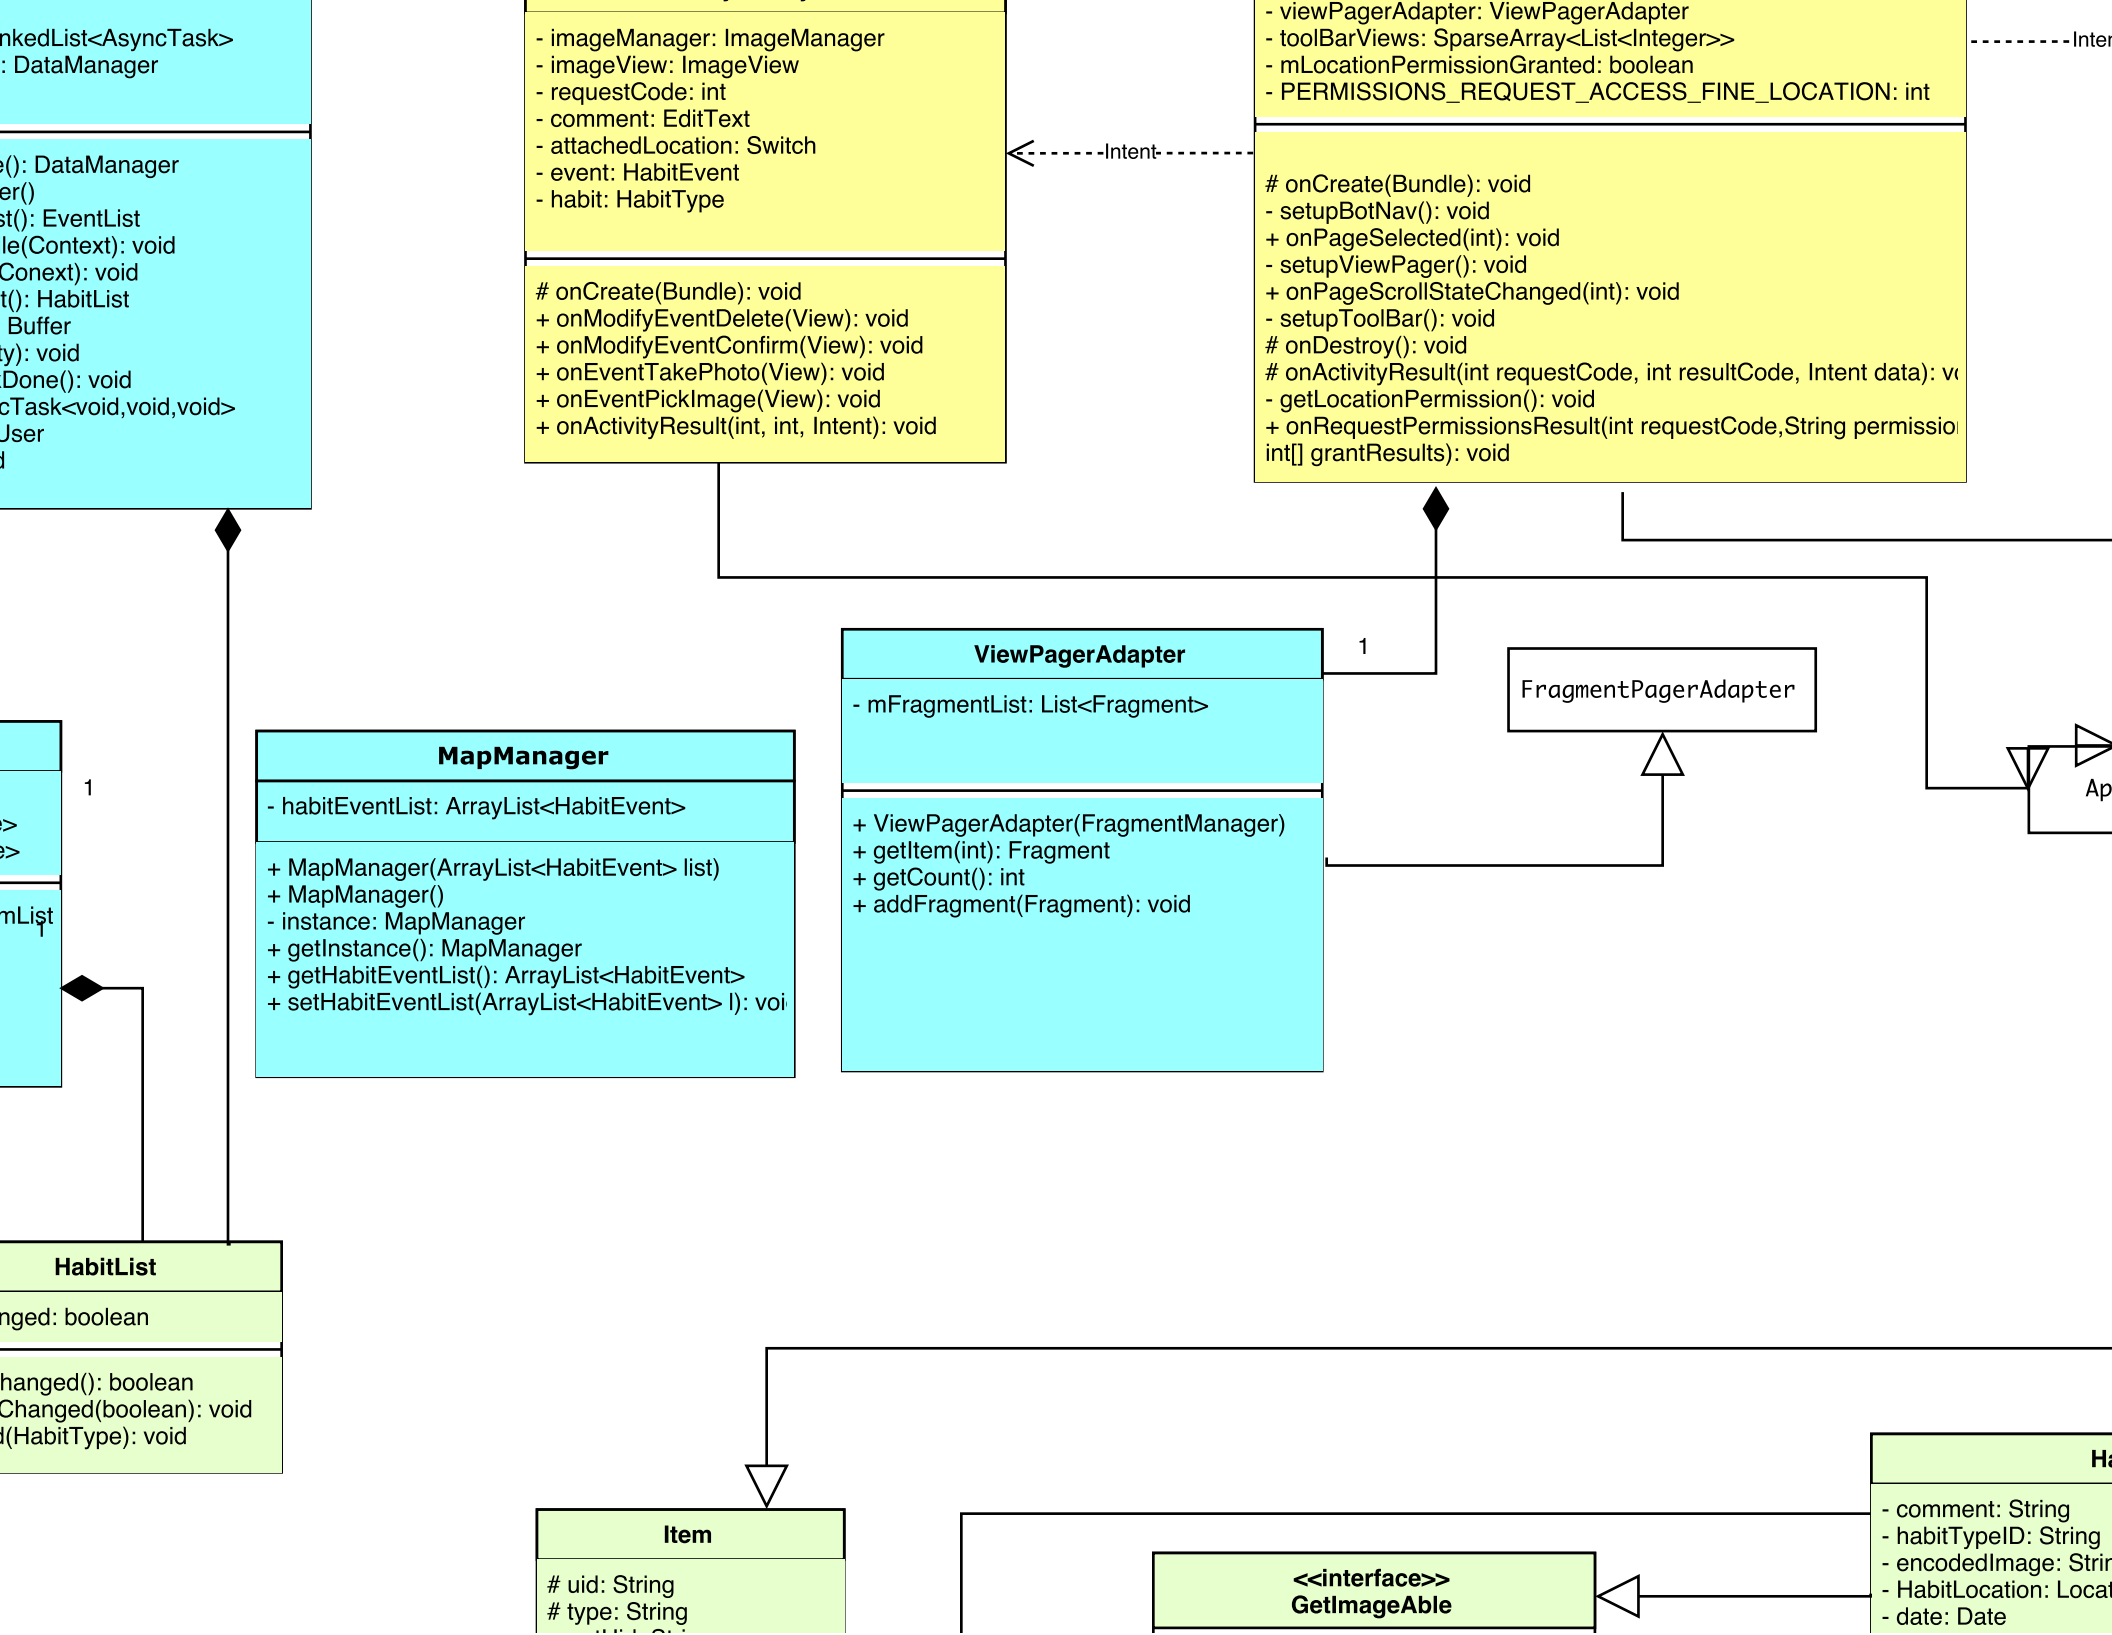 nkedList<AsyncTask>
: DataManager
e(): DataManager
er()
st(): EventList
le(Context): void
Conext): void
t(): HabitList
Buffer
ty): void
kDone(): void
cTask<void,void,void>
User
d
- imageManager: ImageManager
- imageView: ImageView
- requestCode: int
- comment: EditText
- attachedLocation: Switch
- event: HabitEvent
- habit: HabitType
# onCreate(Bundle): void
+ onModifyEventDelete(View): void
+ onModifyEventConfirm(View): void
+ onEventTakePhoto(View): void
+ onEventPickImage(View): void
+ onActivityResult(int, int, Intent): void
Intent
- viewPagerAdapter: ViewPagerAdapter
- toolBarViews: SparseArray<List<Integer>>
- mLocationPermissionGranted: boolean
- PERMISSIONS_REQUEST_ACCESS_FINE_LOCATION: int
# onCreate(Bundle): void
- setupBotNav(): void
+ onPageSelected(int): void
- setupViewPager(): void
+ onPageScrollStateChanged(int): void
- setupToolBar(): void
# onDestroy(): void
# onActivityResult(int requestCode, int resultCode, Intent data): vo
- getLocationPermission(): void
+ onRequestPermissionsResult(int requestCode,String permission
int[] grantResults): void
Inter
1
e>
e>
mList
1
MapManager
- habitEventList: ArrayList<HabitEvent>
+ MapManager(ArrayList<HabitEvent> list)
+ MapManager()
- instance: MapManager
+ getInstance(): MapManager
+ getHabitEventList(): ArrayList<HabitEvent>
+ setHabitEventList(ArrayList<HabitEvent> l): voi
ViewPagerAdapter
- mFragmentList: List<Fragment>
+ ViewPagerAdapter(FragmentManager)
+ getItem(int): Fragment
+ getCount(): int
+ addFragment(Fragment): void
1
FragmentPagerAdapter
Ap
HabitList
nged: boolean
hanged(): boolean
Changed(boolean): void
d(HabitType): void
Item
# uid: String
# type: String
<<interface>>
GetImageAble
Ha
- comment: String
- habitTypeID: String
- encodedImage: Strin
- HabitLocation: Locat
- date: Date